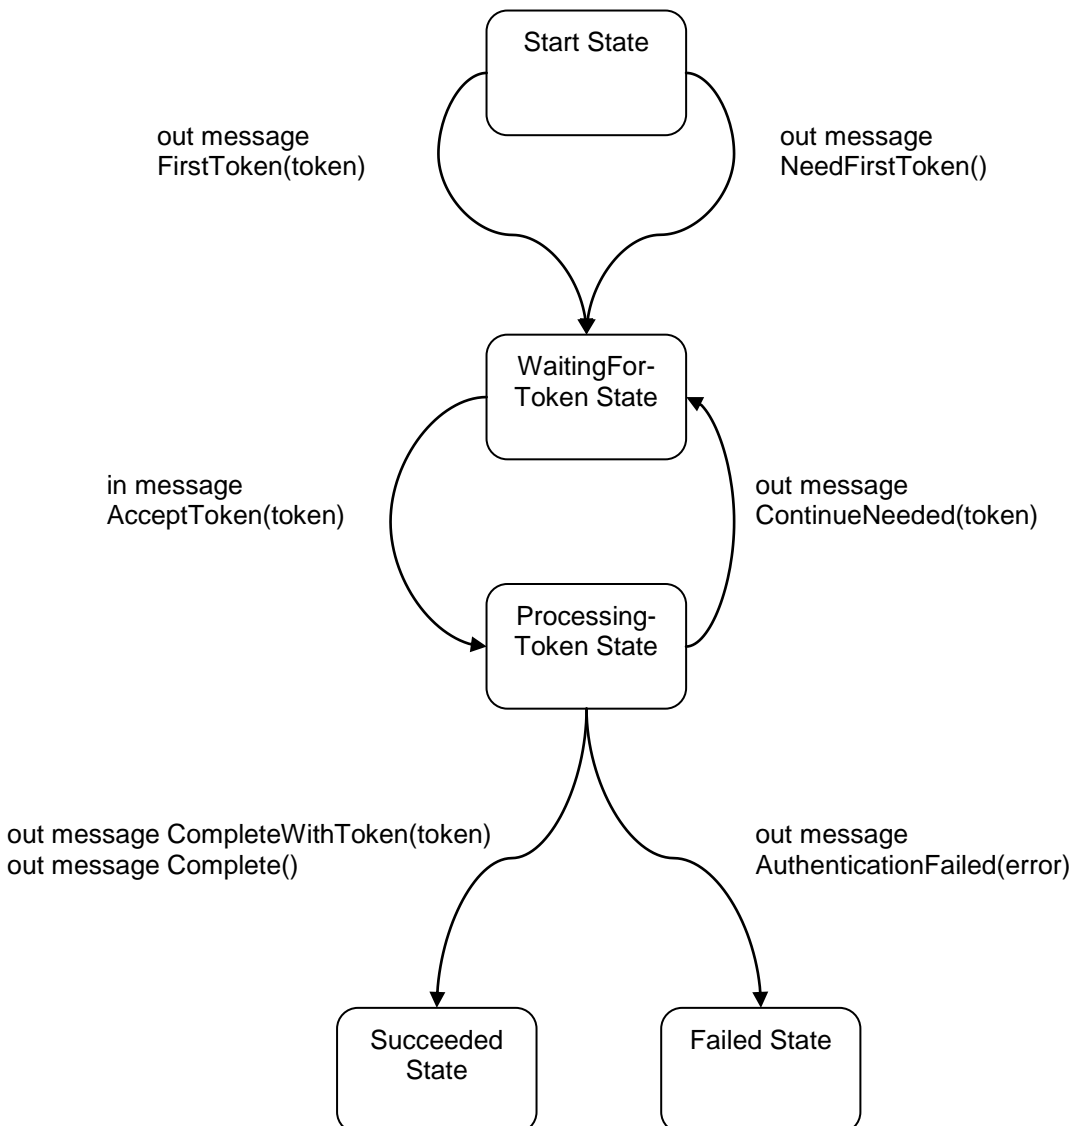 Start State
out message
FirstToken(token)
out message
NeedFirstToken()
WaitingFor-
Token State
in message
AcceptToken(token)
out message
ContinueNeeded(token)
Processing-
Token State
out message CompleteWithToken(token)
out message Complete()
out message
AuthenticationFailed(error)
Succeeded
State
Failed State